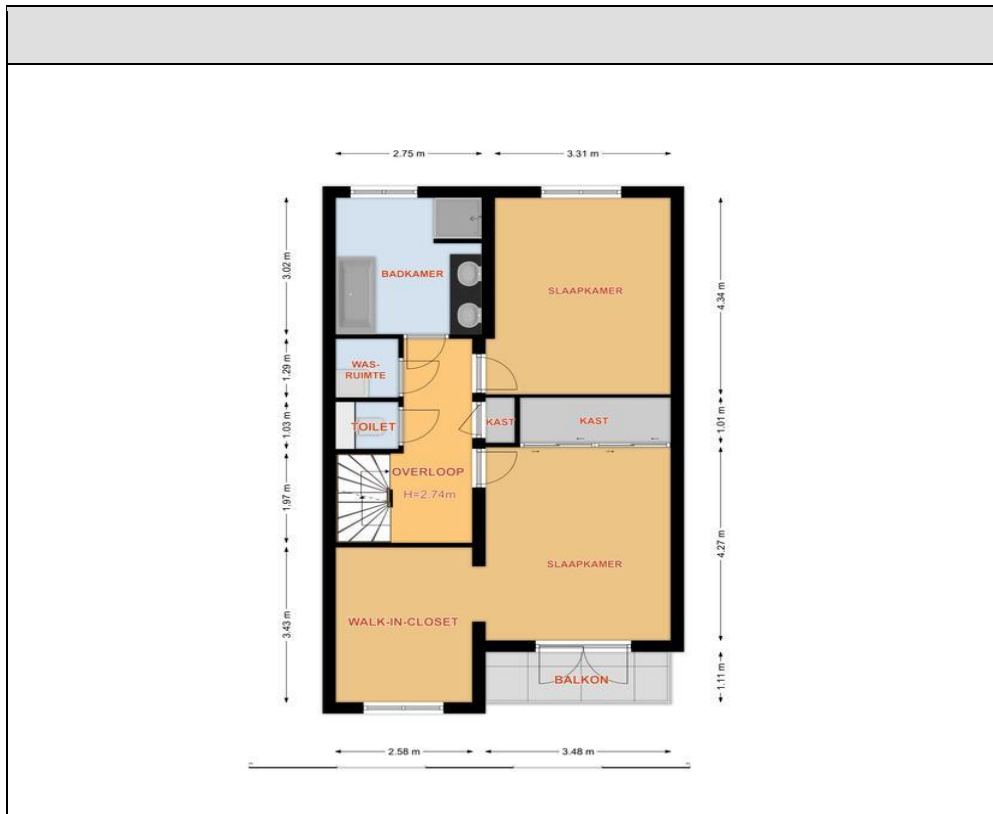 2.75 m
3.31 m
3.02 m
BADKAMER
SLAAPKAMER
4.34 m
1.29 m
WAS-
RUIMTE
1.03 m
TOILET
KAST
KAST
1.01 m
1.97 m
OVERLOOP
H=2.74m
4.27 m
SLAAPKAMER
3.43 m
WALK-IN-CLOSET
BALKON
1.11 m
2.58 m
3.48 m